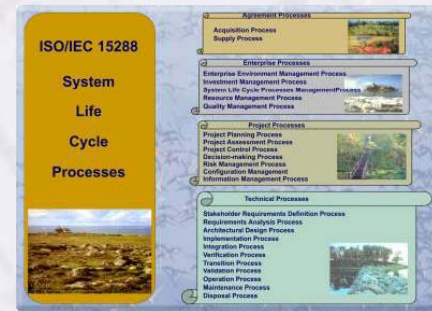 ISO/IEC 15288
System
Life
Cycle
Processes
Agreement Processes
Acquisition Process
Supply Process
Enterprise Processes
Enterprise Environment Management Process
Investment Management Process
System Life Cycle Processes ManagementProcess
Resource Management Process
Quality Management Process
Project Processes
Project Planning Process
Project Assessment Process
Project Control Process
Decision-making Process
Risk Management Process
Configuration Management
Information Management Process
Technical Processes
Stakeholder Requirements Definition Process
Requirements Analysis Process
Architectural Design Process
Implementation Process
Integration Process
Verification Process
Transition Process
Validation Process
Operation Process
Maintenance Process
Disposal Process